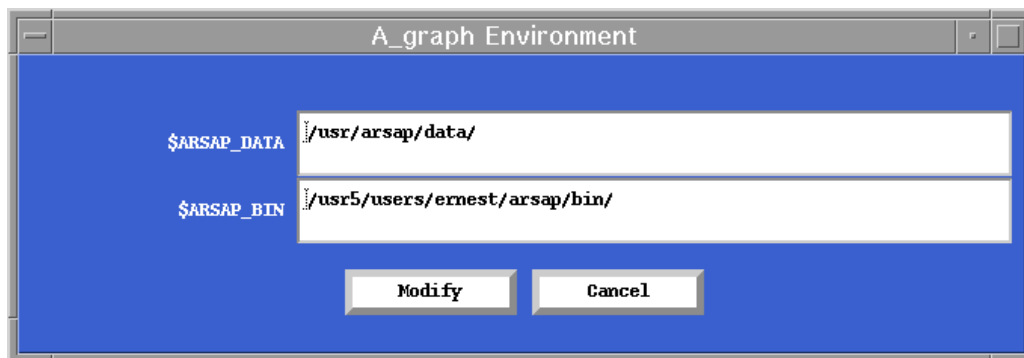 A_graph Environment
$ARSAP_DATA /usr/arsap/data/
$ARSAP_BIN /usr5/users/ernest/arsap/bin/
Modify Cancel